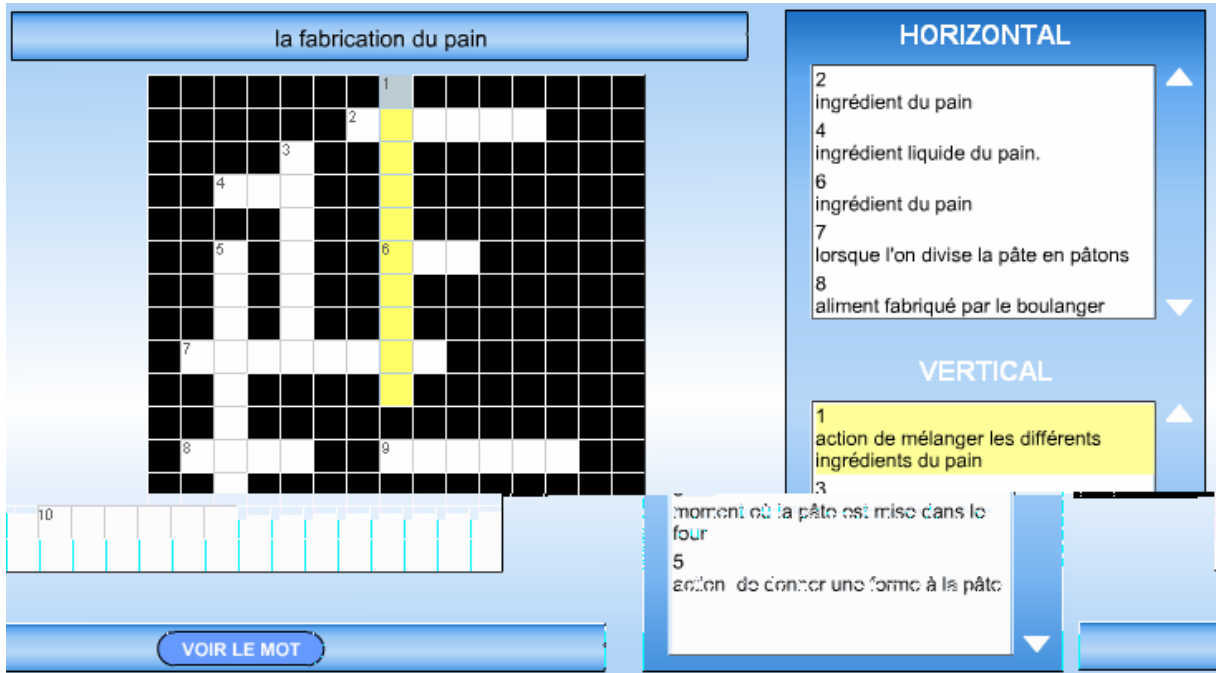 la fabrication du pain
HORIZONTAL
2
ingrédient du pain
4
ingrédient liquide du pain.
6
ingrédient du pain
7
lorsque l'on divise la pâte en pâtons
8
aliment fabriqué par le boulanger
VERTICAL
1
action de mélanger les différents
ingrédients du pain
3
moment où la pâte est mise dans le
four
5
action de donner une forme à la pâte
1
2
3
4
5
6
7
8
9
10
VOIR LE MOT